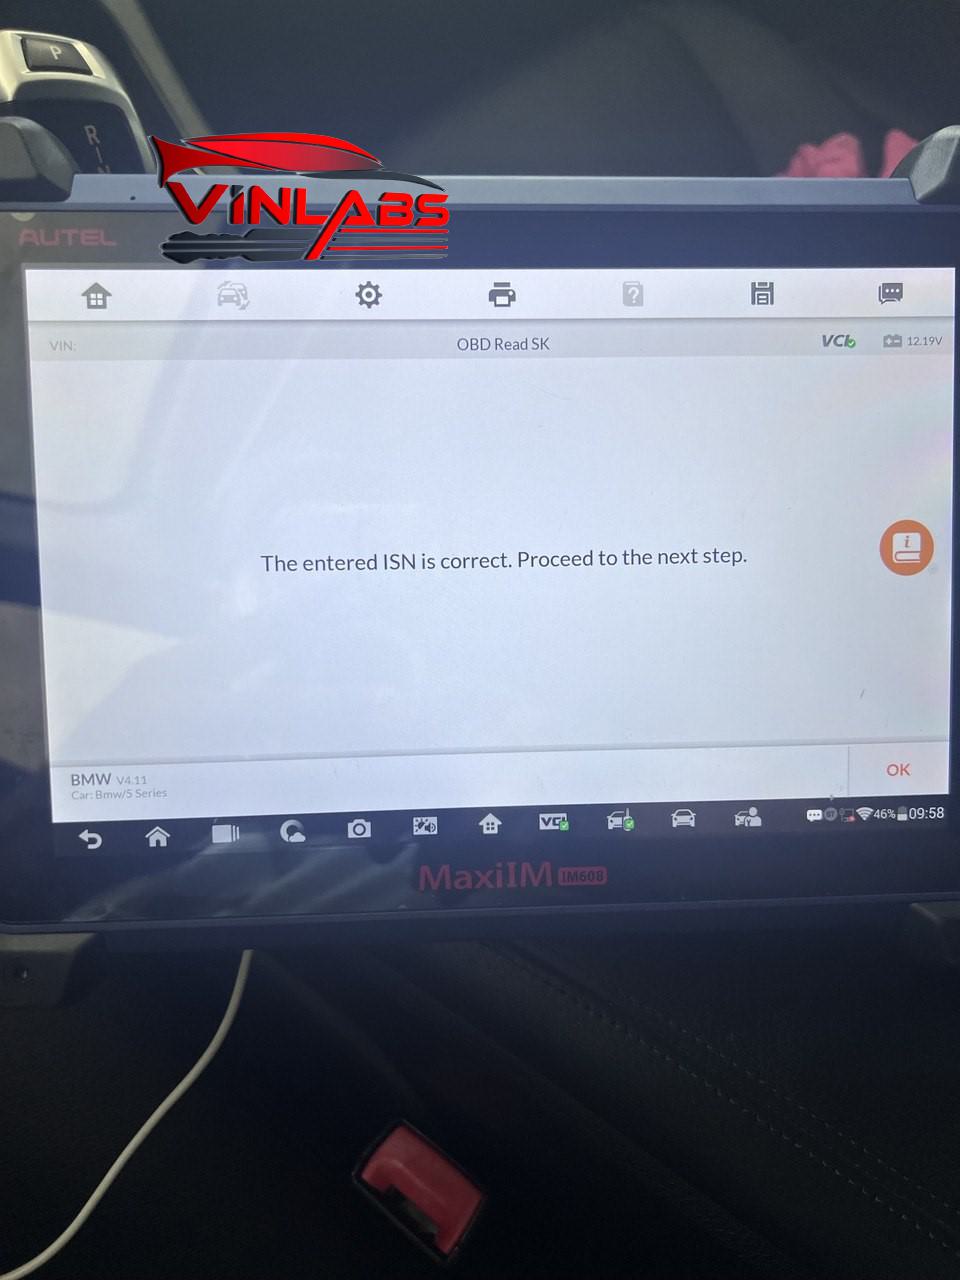 P
R
N
VINLABS
AUTEL
?
VIN:
OBD Read SK
VCI
12.19V
i
The entered ISN is correct. Proceed to the next step.
BMW V4.11
Car: Bmw/5 Series
OK
VCI
46%
09:58
MaxiIM IM608